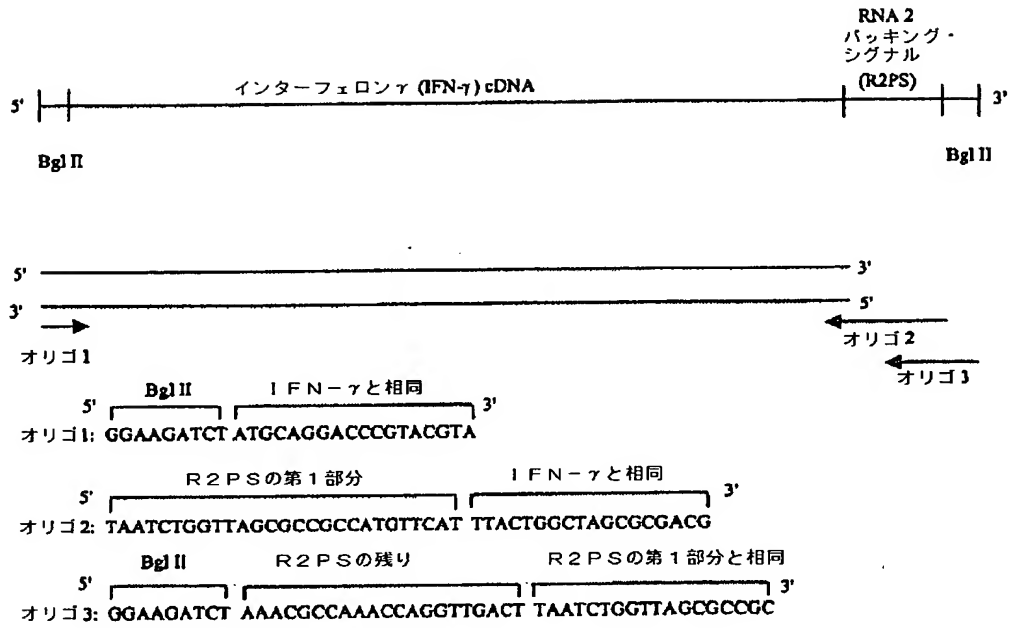 RNA 2
パッキング・
シグナル
(R2PS)
インターフェロンγ (IFN-γ) cDNA
5' 3'
Bgl II Bgl II
5' 3'
3' 5'
オリゴ1 オリゴ2
オリゴ3
Bgl II IFN-γと相同
5' 3'
オリゴ1: GGAAGATCT ATGCAGGACCCGTACGTA
R2PSの第1部分 IFN-γと相同
5' 3'
オリゴ2: TAATCTGGTTAGCGCCGCCATGTTCAT TTACTGGCTAGCGCGACG
Bgl II R2PSの残り R2PSの第1部分と相同
5' 3'
オリゴ3: GGAAGATCT AAACGCCAAACCAGGTTGACT TAATCTGGTTAGCGCCGC